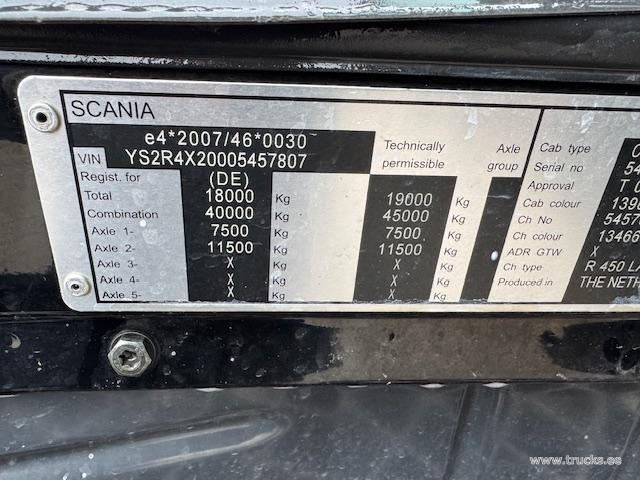 SCANIA
e4*2007/46*0030
VIN YS2R4X20005457807
Regist. for (DE)
Technically permissible
Axle group
Total 18000 Kg 19000 Kg
Combination 40000 Kg 45000 Kg
Axle 1- 7500 Kg 7500 Kg
Axle 2- 11500 Kg 11500 Kg
Axle 3- X Kg X Kg
Axle 4- X Kg X Kg
Axle 5- X Kg X Kg
Cab type
Serial no 54
Approval T
Cab colour
Ch No 5457
Ch colour 13466
ADR GTW X
Ch type R 450
Produced in THE
www.trucks.es